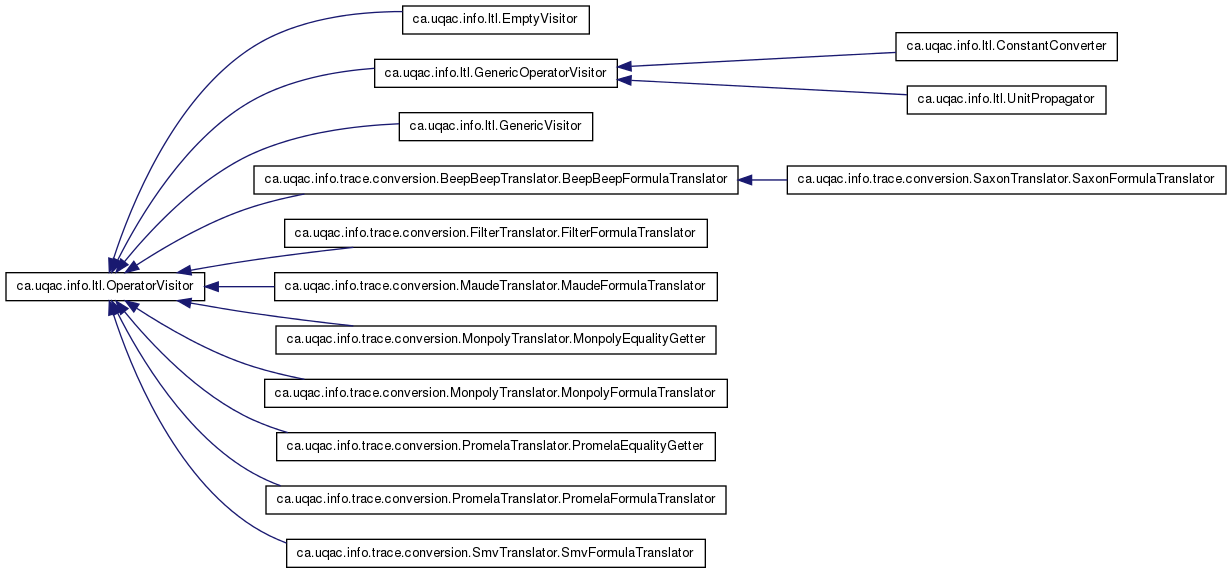 ca.uqac.info.ltl.EmptyVisitor
ca.uqac.info.ltl.ConstantConverter
ca.uqac.info.ltl.GenericOperatorVisitor
ca.uqac.info.ltl.UnitPropagator
ca.uqac.info.ltl.GenericVisitor
ca.uqac.info.trace.conversion.BeepBeepTranslator.BeepBeepFormulaTranslator
ca.uqac.info.trace.conversion.SaxonTranslator.SaxonFormulaTranslator
ca.uqac.info.trace.conversion.FilterTranslator.FilterFormulaTranslator
ca.uqac.info.ltl.OperatorVisitor
ca.uqac.info.trace.conversion.MaudeTranslator.MaudeFormulaTranslator
ca.uqac.info.trace.conversion.MonpolyTranslator.MonpolyEqualityGetter
ca.uqac.info.trace.conversion.MonpolyTranslator.MonpolyFormulaTranslator
ca.uqac.info.trace.conversion.PromelaTranslator.PromelaEqualityGetter
ca.uqac.info.trace.conversion.PromelaTranslator.PromelaFormulaTranslator
ca.uqac.info.trace.conversion.SmvTranslator.SmvFormulaTranslator